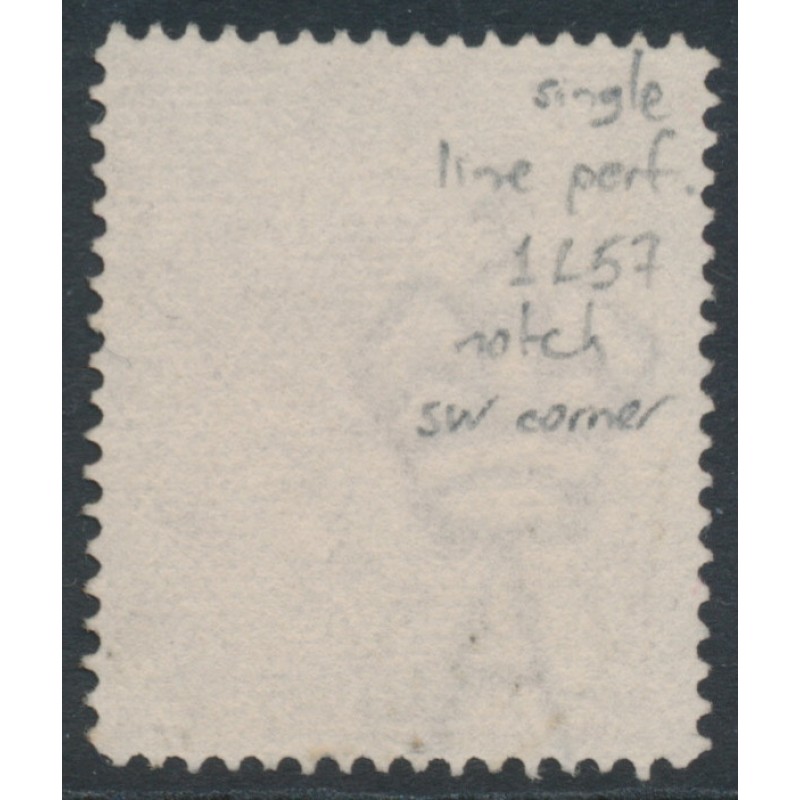 single
line perf.
1L57
notch
sw corner